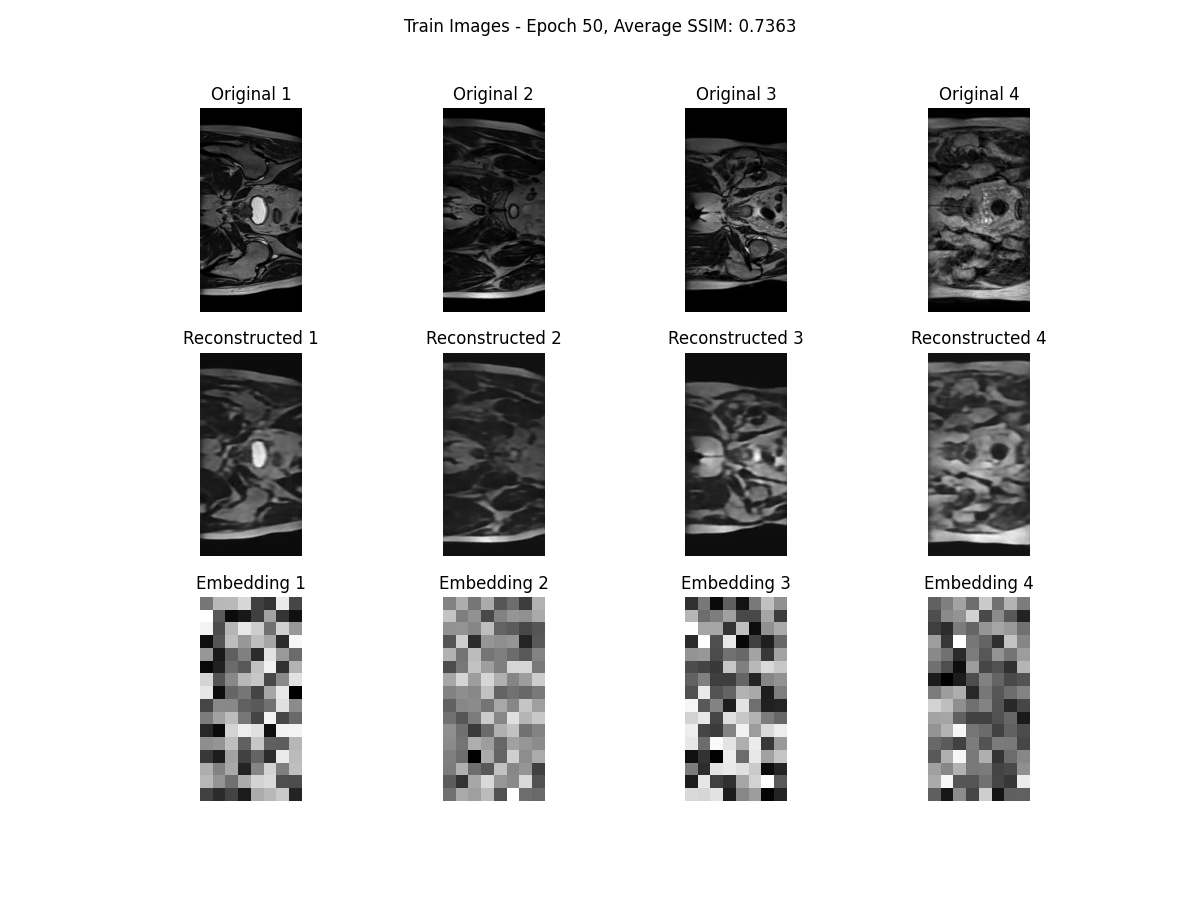 Train Images - Epoch 50, Average SSIM: 0.7363
Original 1
Original 2
Original 3
Original 4
Reconstructed 1
Reconstructed 2
Reconstructed 3
Reconstructed 4
Embedding 1
Embedding 2
Embedding 3
Embedding 4